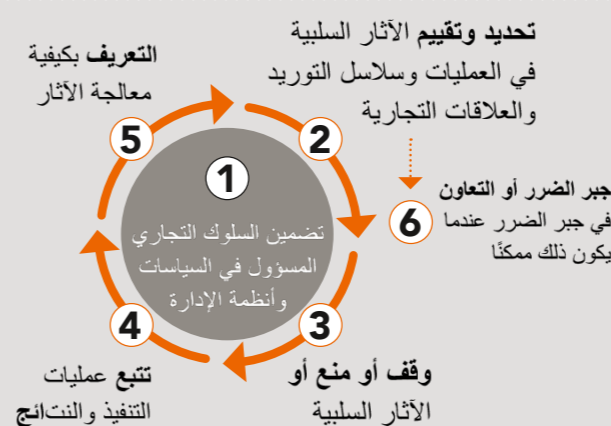 1
تضمين السلوك التجاري
المسؤول في السياسات
وأنظمة الإدارة
2
تحديد وتقييم الآثار السلبية
في العمليات وسلاسل التوريد
والعلاقات التجارية
3
وقف أو منع أو
الآثار السلبية
4
تتبع عمليات
التنفيذ والنتائج
5
التعريف بكيفية
معالجة الآثار
6
جبر الضرر أو التعاون
في جبر الضرر عندما
يكون ذلك ممكنًا